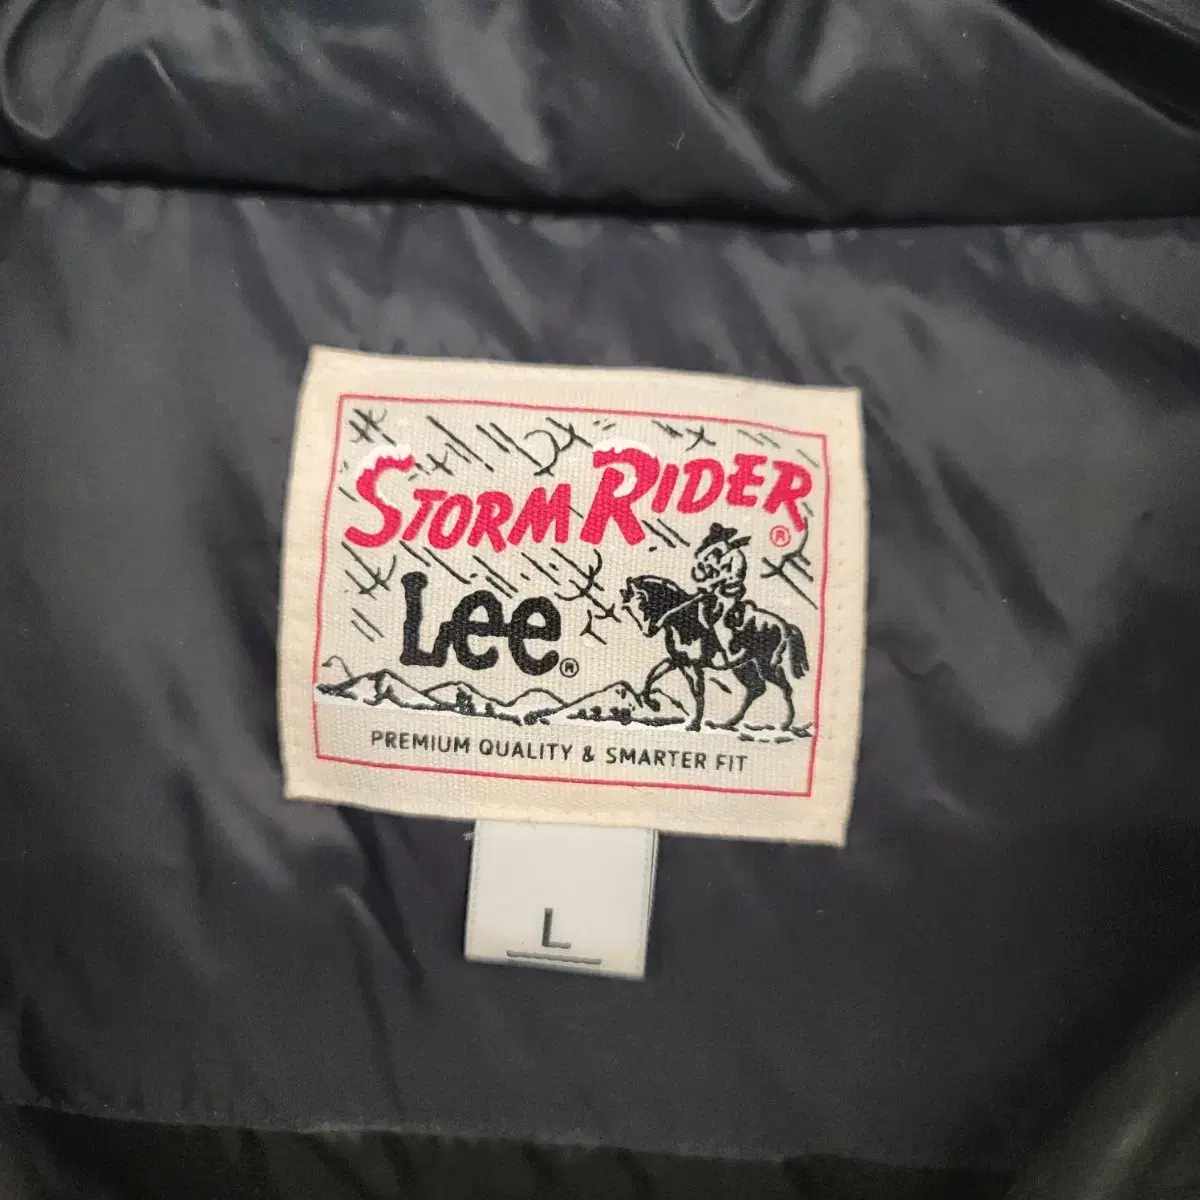 STORM RIDER®
Lee®
PREMIUM QUALITY & SMARTER FIT
L